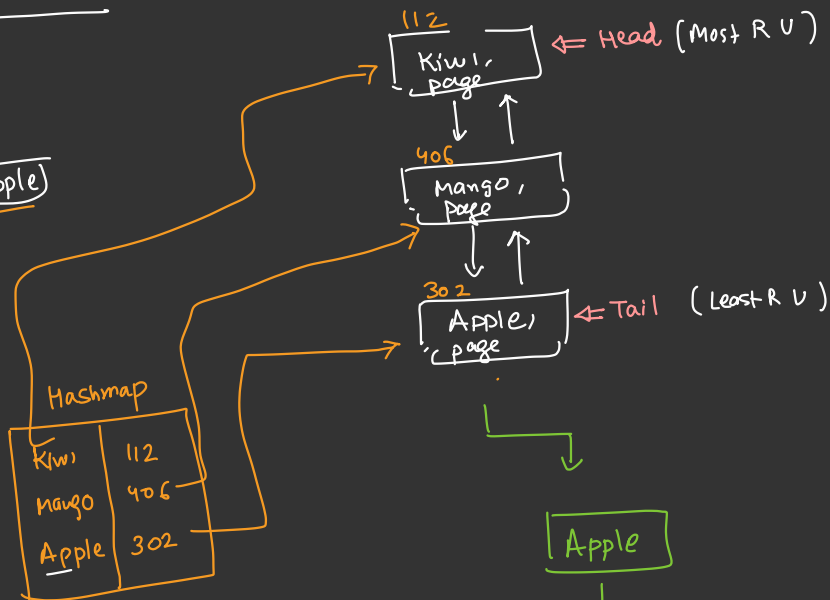 112
Kiwi,
page
Head (Most R U)
406
Mango,
page
pple)
302
Apple,
page
Tail (Least R U)
Hashmap
Kiwi 112
Mango 406
Apple 302
Apple